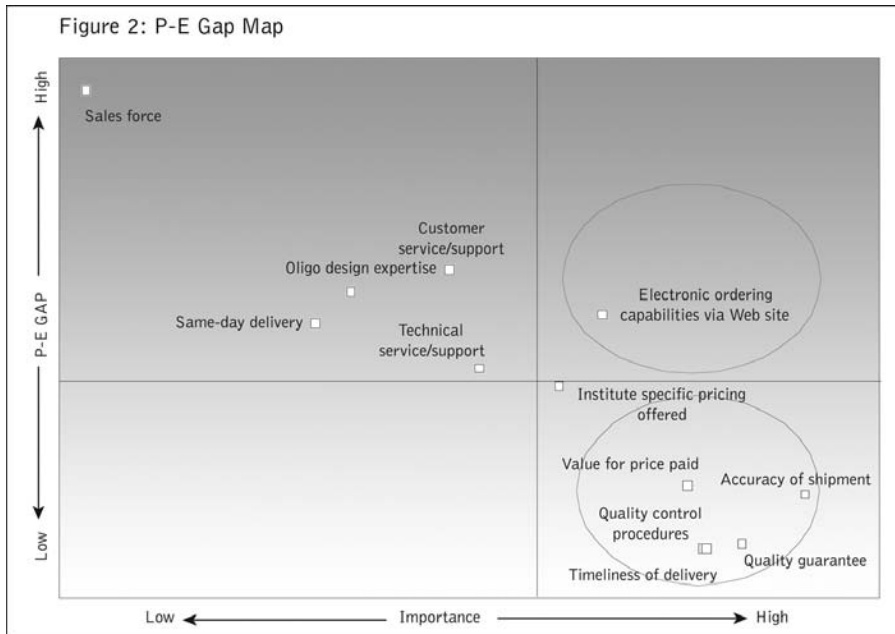 Figure 2: P-E Gap Map
High
P-E GAP
Low
Sales force
Customer
service/support
Oligo design expertise
Same-day delivery
Technical
service/support
Electronic ordering
capabilities via Web site
Institute specific pricing
offered
Value for price paid
Accuracy of shipment
Quality control
procedures
Quality guarantee
Timeliness of delivery
Low
Importance
High